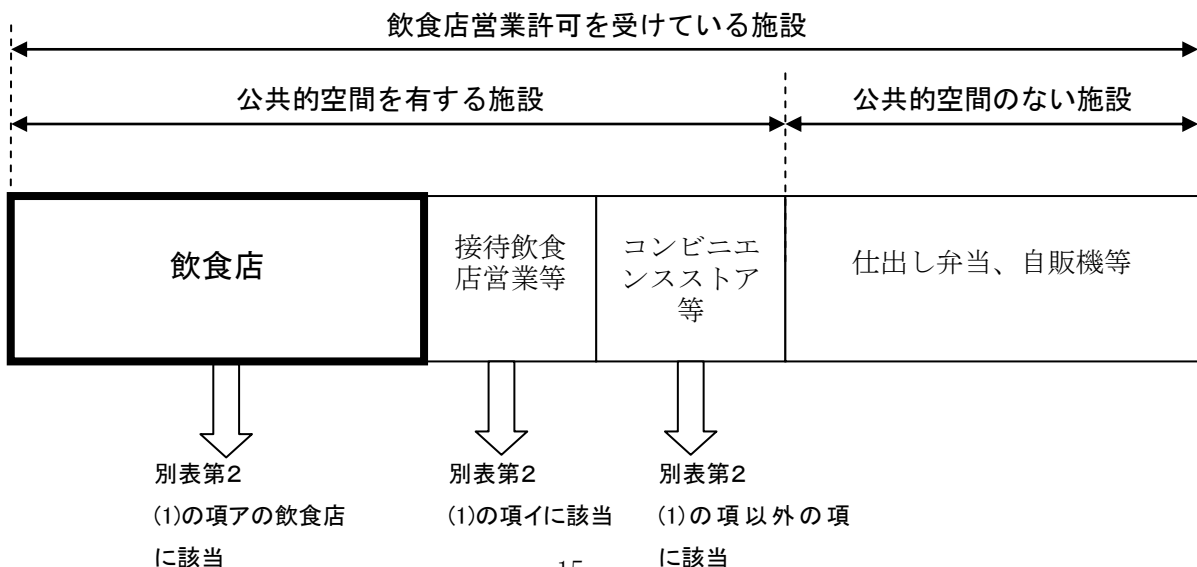 飲食店営業許可を受けている施設
公共的空間を有する施設
公共的空間のない施設
飲食店
接待飲食
店営業等
コンビニエ
ンスストア
等
仕出し弁当、自販機等
別表第2
(1)の項アの飲食店
に該当
別表第2
(1)の項イに該当
別表第2
(1)の項以外の項
に該当